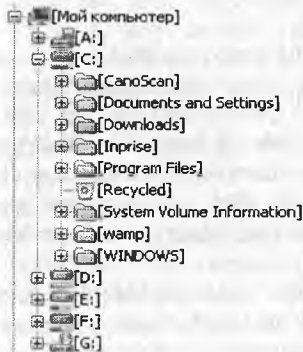 [Мой компьютер]
[A:]
[C:]
[CanoScan]
[Documents and Settings]
[Downloads]
[Inprise]
[Program Files]
[Recycled]
[System Volume Information]
[wamp]
[WINDOWS]
[D:]
[E:]
[F:]
[G:]